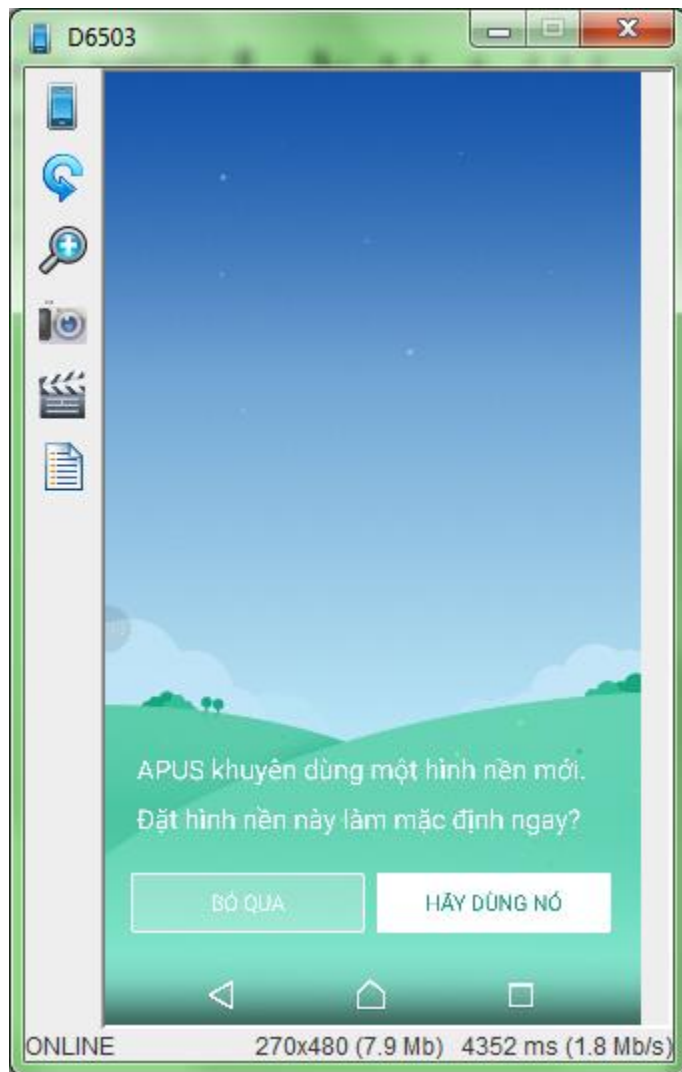 D6503
APUS khuyên dùng một hình nền mới.
Đặt hình nền này làm mặc định ngay?
BỎ QUA
HÃY DÙNG NÓ
ONLINE 270x480 (7.9 Mb) 4352 ms (1.8 Mb/s)